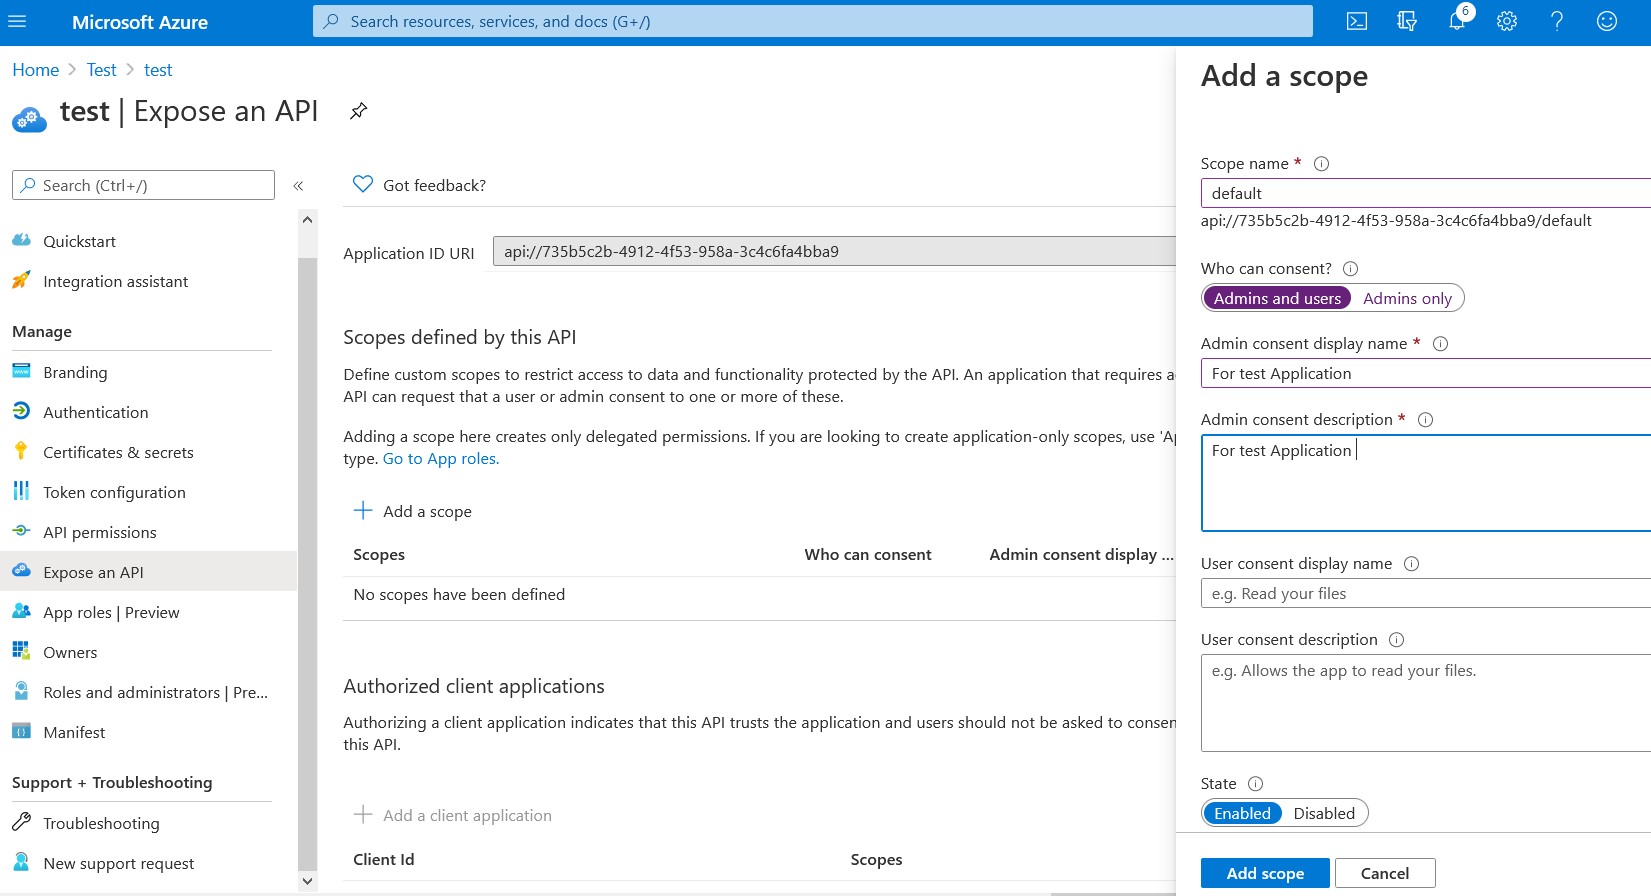 Microsoft Azure
Search resources, services, and docs (G+/)
6
Home > Test > test
test | Expose an API
Search (Ctrl+/)
«
Quickstart
Integration assistant
Manage
Branding
Authentication
Certificates & secrets
Token configuration
API permissions
Expose an API
App roles | Preview
Owners
Roles and administrators | Pre...
Manifest
Support + Troubleshooting
Troubleshooting
New support request
Got feedback?
Application ID URI
api://735b5c2b-4912-4f53-958a-3c4c6fa4bba9
Scopes defined by this API
Define custom scopes to restrict access to data and functionality protected by the API. An application that requires a
API can request that a user or admin consent to one or more of these.
Adding a scope here creates only delegated permissions. If you are looking to create application-only scopes, use 'Ap
type. Go to App roles.
+ Add a scope
Scopes Who can consent Admin consent display ...
No scopes have been defined
Authorized client applications
Authorizing a client application indicates that this API trusts the application and users should not be asked to consen
this API.
+ Add a client application
Client Id Scopes
Add a scope
Scope name *
default
api://735b5c2b-4912-4f53-958a-3c4c6fa4bba9/default
Who can consent?
Admins and users Admins only
Admin consent display name *
For test Application
Admin consent description *
For test Application
User consent display name
e.g. Read your files
User consent description
e.g. Allows the app to read your files.
State
Enabled Disabled
Add scope Cancel